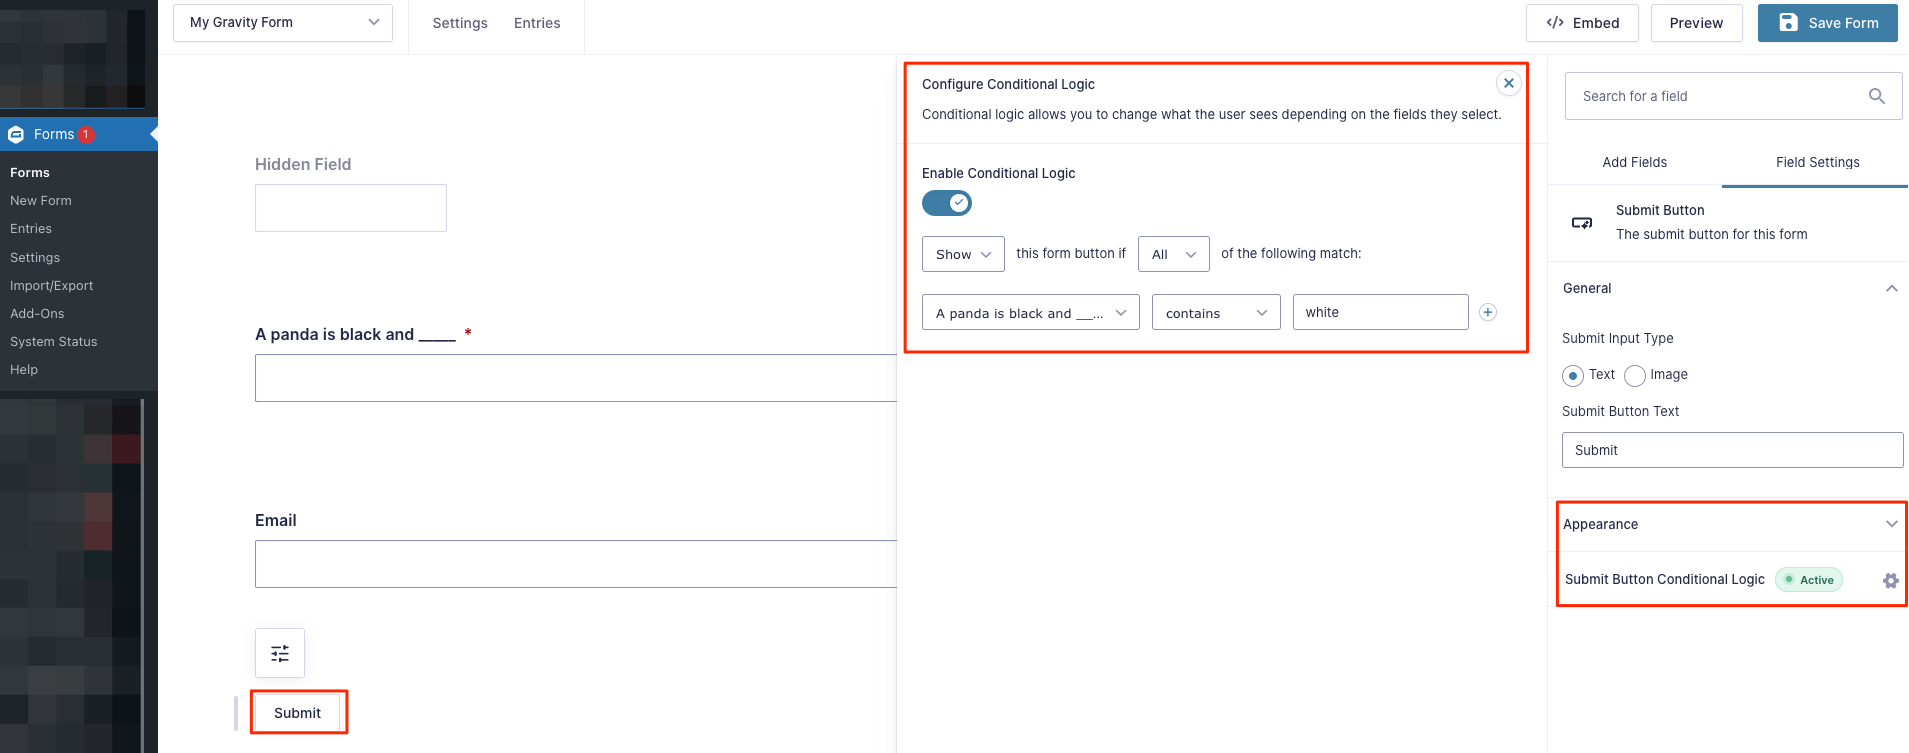 My Gravity Form
Settings
Entries
Embed
Preview
Save Form
Forms 1
Forms
New Form
Entries
Settings
Import/Export
Add-Ons
System Status
Help
Hidden Field
A panda is black and _____ *
Email
Submit
Configure Conditional Logic
Conditional logic allows you to change what the user sees depending on the fields they select.
Enable Conditional Logic
Show this form button if All of the following match:
A panda is black and __... contains white
Search for a field
Add Fields
Field Settings
Submit Button
The submit button for this form
General
Submit Input Type
Text Image
Submit Button Text
Submit
Appearance
Submit Button Conditional Logic Active